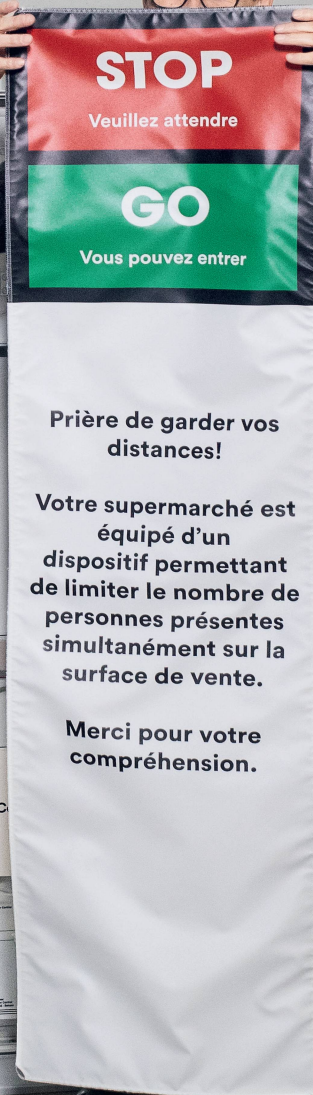 STOP
Veuillez attendre
GO
Vous pouvez entrer
Prière de garder vos
distances!
Votre supermarché est
équipé d'un
dispositif permettant
de limiter le nombre de
personnes présentes
simultanément sur la
surface de vente.
Merci pour votre
compréhension.